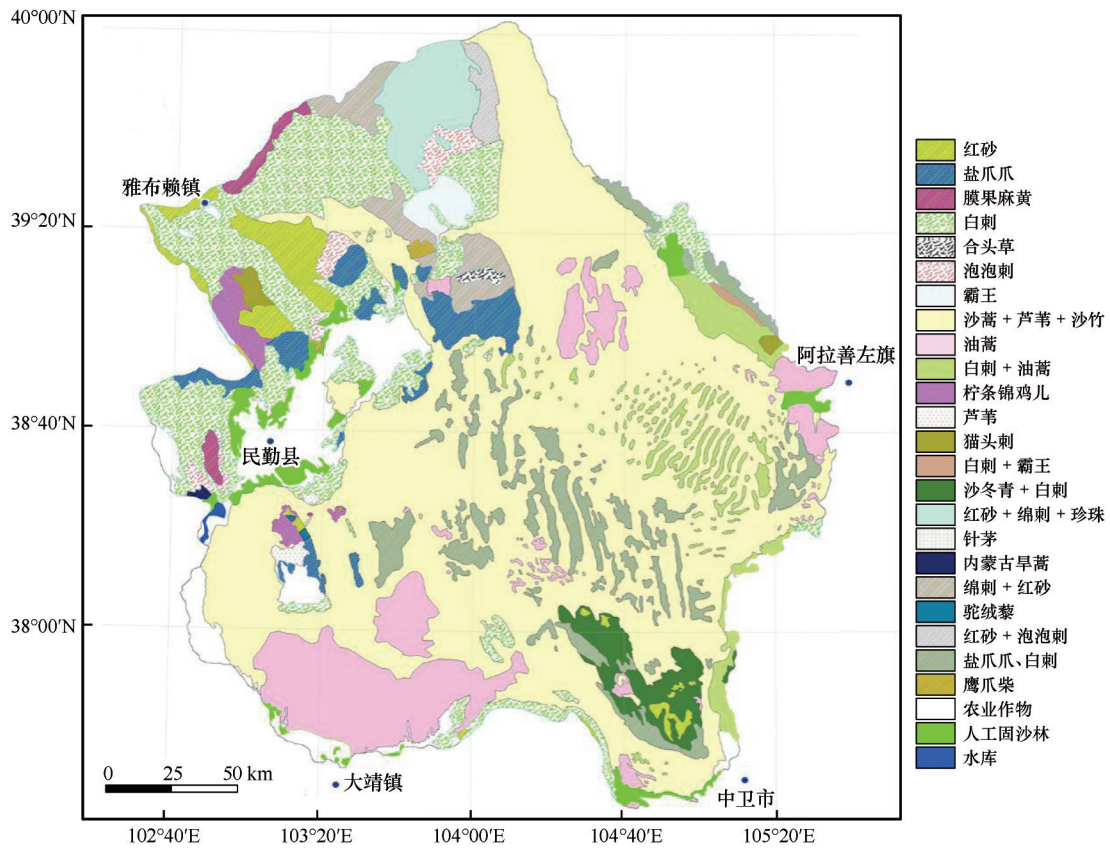 40°00′N
39°20′N
38°40′N
38°00′N
雅布赖镇
阿拉善左旗
民勤县
大靖镇
中卫市
0 25 50 km
102°40′E 103°20′E 104°00′E 104°40′E 105°20′E
红砂
盐爪爪
膜果麻黄
白刺
合头草
泡泡刺
霸王
沙蒿 + 芦苇 + 沙竹
油蒿
白刺 + 油蒿
柠条锦鸡儿
芦苇
猫头刺
白刺 + 霸王
沙冬青 + 白刺
红砂 + 绵刺 + 珍珠
针茅
内蒙古旱蒿
绵刺 + 红砂
驼绒藜
红砂 + 泡泡刺
盐爪爪、白刺
鹰爪柴
农业作物
人工固沙林
水库